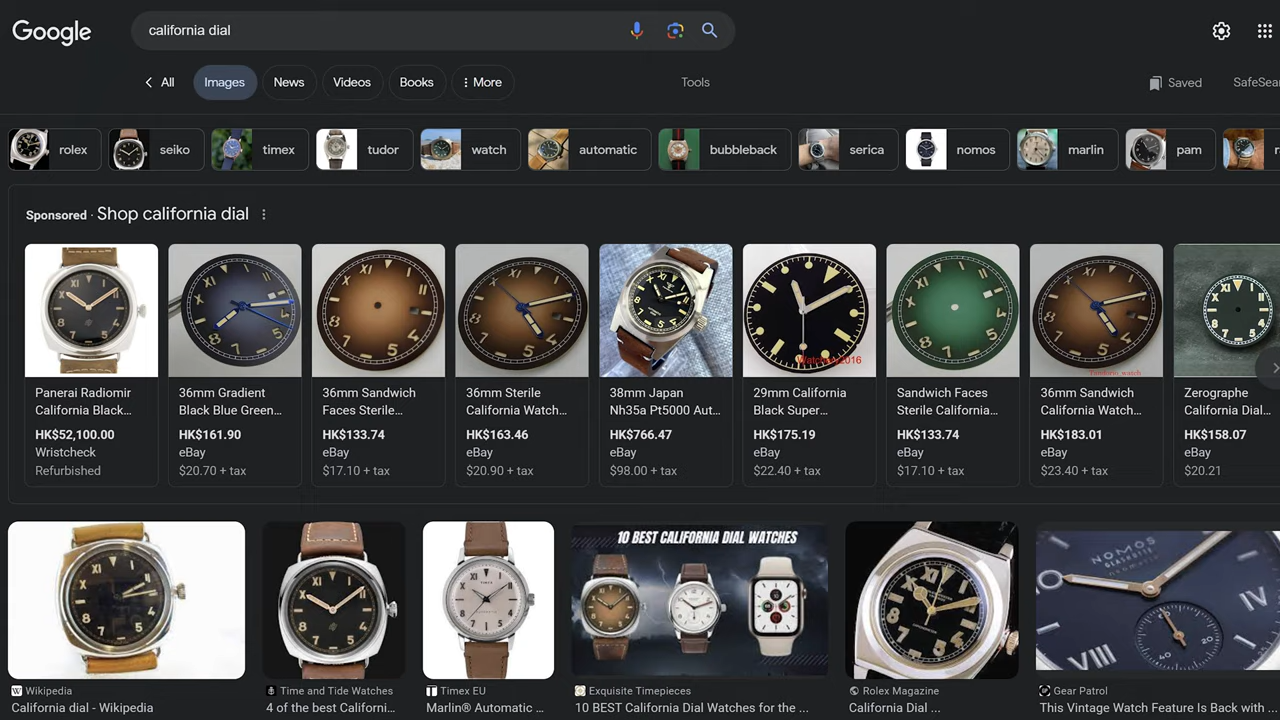 Google
california dial
All
Images
News
Videos
Books
More
Tools
Saved
rolex
seiko
timex
tudor
watch
automatic
bubbleback
serica
nomos
marlin
pam
Sponsored · Shop california dial
Panerai Radiomir
California Black...
HK$52,100.00
Wristcheck
Refurbished
36mm Gradient
Black Blue Green...
HK$161.90
eBay
$20.70 + tax
36mm Sandwich
Faces Sterile...
HK$133.74
eBay
$17.10 + tax
36mm Sterile
California Watch...
HK$163.46
eBay
$20.90 + tax
38mm Japan
Nh35a Pt5000 Aut...
HK$766.47
eBay
$98.00 + tax
29mm California
Black Super...
HK$175.19
eBay
$22.40 + tax
Sandwich Faces
Sterile California...
HK$133.74
eBay
$17.10 + tax
36mm Sandwich
California Watch...
HK$183.01
eBay
$23.40 + tax
Zerographe
California Dial...
HK$158.07
eBay
$20.21
10 BEST CALIFORNIA DIAL WATCHES
NOMOS
GLASHÜTTE
IV
VIII
20
40
Wikipedia
California dial - Wikipedia
Time and Tide Watches
4 of the best Californi...
Timex EU
Marlin® Automatic ...
Exquisite Timepieces
10 BEST California Dial Watches for the ...
Rolex Magazine
California Dial ...
Gear Patrol
This Vintage Watch Feature Is Back with ...